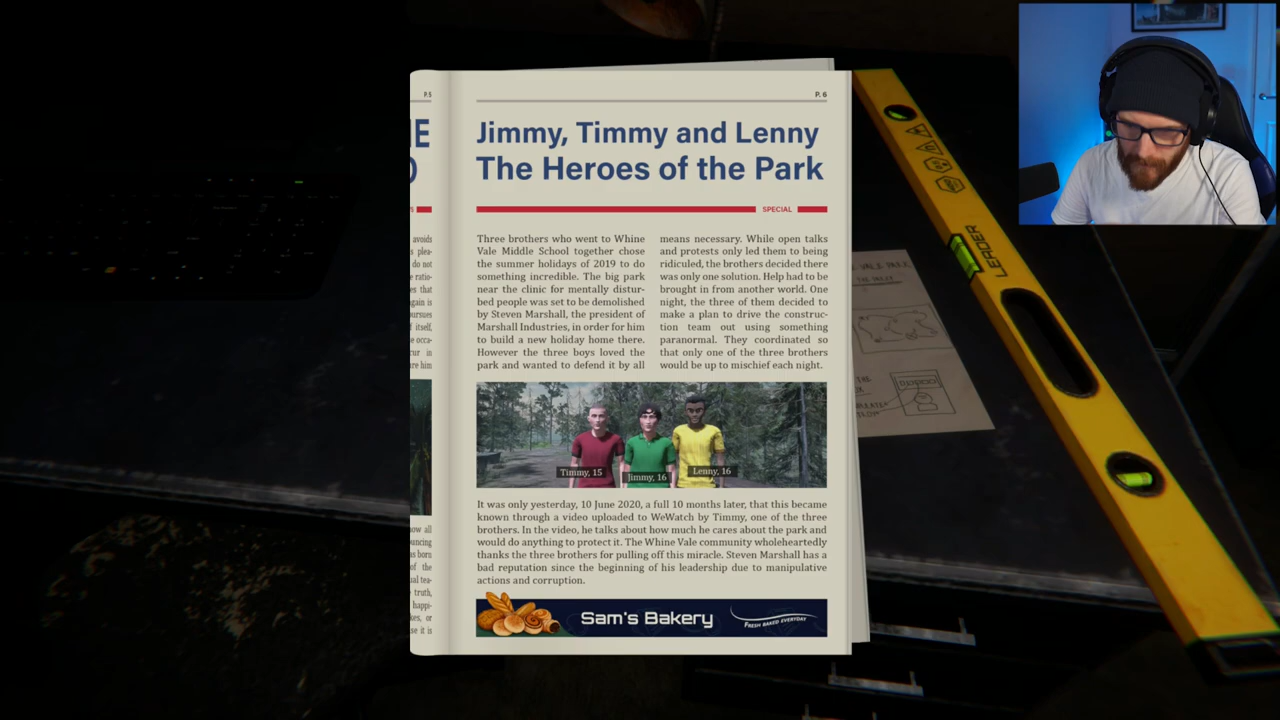 P.5
P. 6
Jimmy, Timmy and Lenny
The Heroes of the Park
SPECIAL
Three brothers who went to Whine
Vale Middle School together chose
the summer holidays of 2019 to do
something incredible. The big park
near the clinic for mentally distur-
bed people was set to be demolished
by Steven Marshall, the president of
Marshall Industries, in order for him
to build a new holiday home there.
However the three boys loved the
park and wanted to defend it by all
means necessary. While open talks
and protests only led them to being
ridiculed, the brothers decided there
was only one solution. Help had to be
brought in from another world. One
night, the three of them decided to
make a plan to drive the construc-
tion team out using something
paranormal. They coordinated so
that only one of the three brothers
would be up to mischief each night.
Timmy, 15
Jimmy, 16
Lenny, 16
It was only yesterday, 10 June 2020, a full 10 months later, that this became
known through a video uploaded to WeWatch by Timmy, one of the three
brothers. In the video, he talks about how much he cares about the park and
would do anything to protect it. The Whine Vale community wholeheartedly
thanks the three brothers for pulling off this miracle. Steven Marshall has a
bad reputation since the beginning of his leadership due to manipulative
actions and corruption.
Sam's Bakery
FRESH BAKED EVERYDAY
LEADER